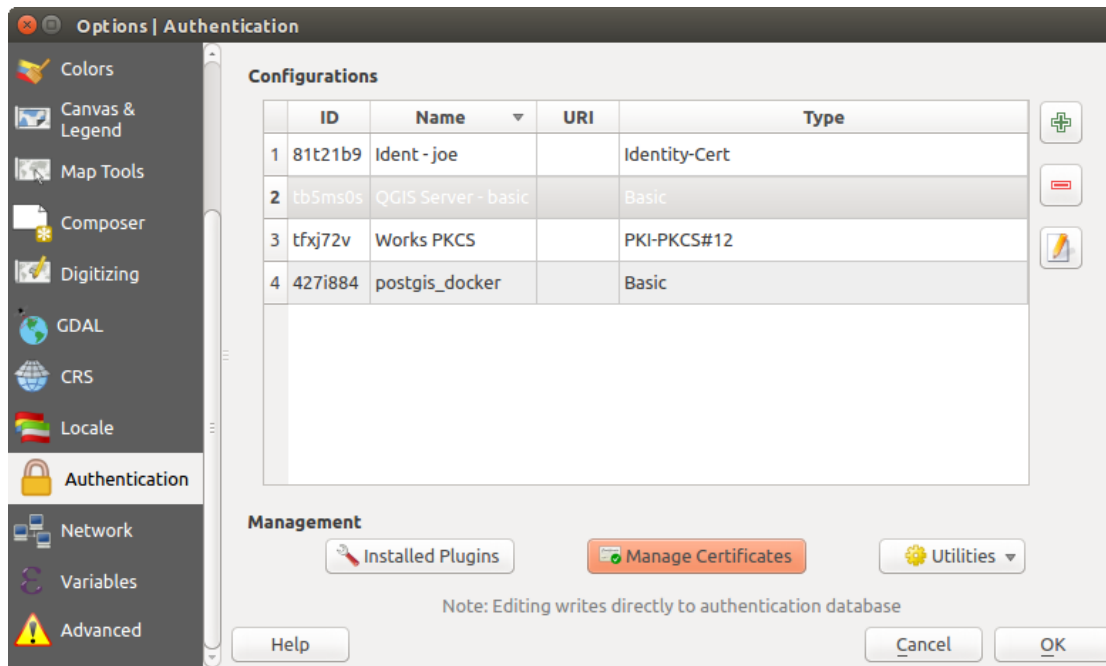 Options | Authentication
Colors
Canvas &
Legend
Map Tools
Composer
Digitizing
GDAL
CRS
Locale
Authentication
Network
Variables
Advanced
Configurations
ID Name URI Type
1 81t21b9 Ident - joe Identity-Cert
2 tb5ms0s QGIS Server - basic Basic
3 tfxj72v Works PKCS PKI-PKCS#12
4 427i884 postgis_docker Basic
Management
Installed Plugins Manage Certificates Utilities
Note: Editing writes directly to authentication database
Help Cancel OK